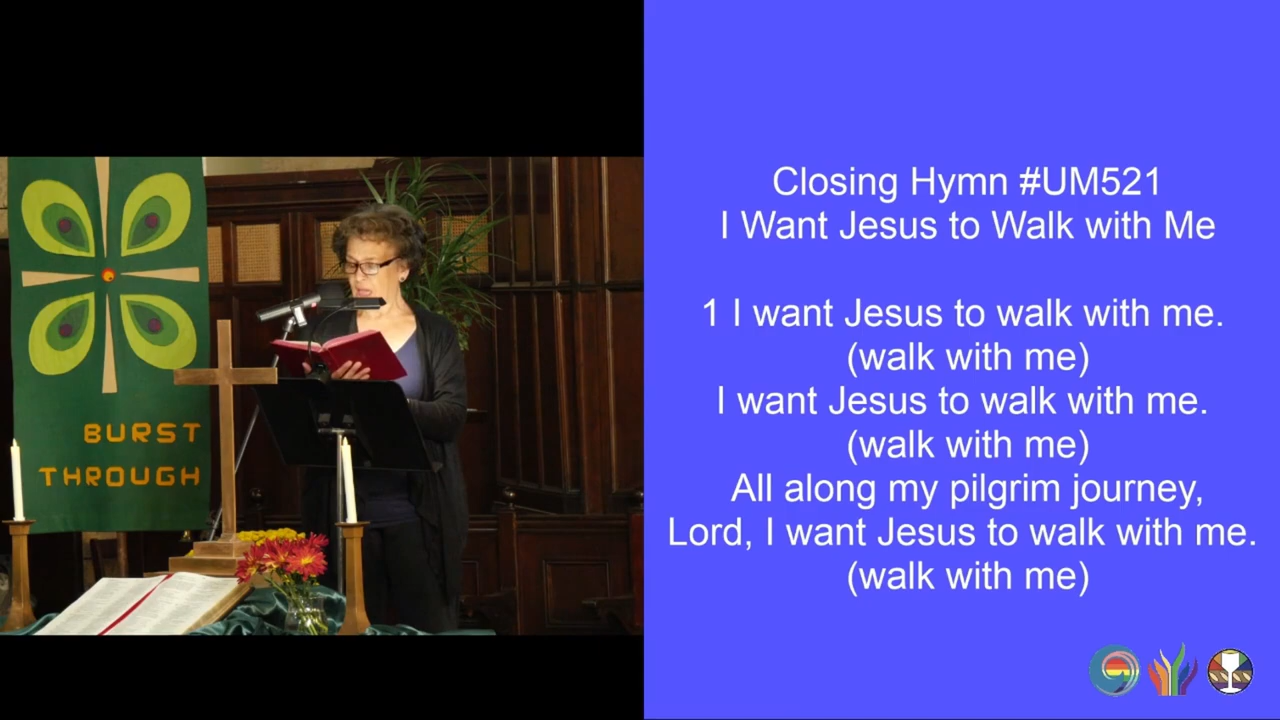 BURST
THROUGH
Closing Hymn #UM521
I Want Jesus to Walk with Me
1 I want Jesus to walk with me.
(walk with me)
I want Jesus to walk with me.
(walk with me)
All along my pilgrim journey,
Lord, I want Jesus to walk with me.
(walk with me)